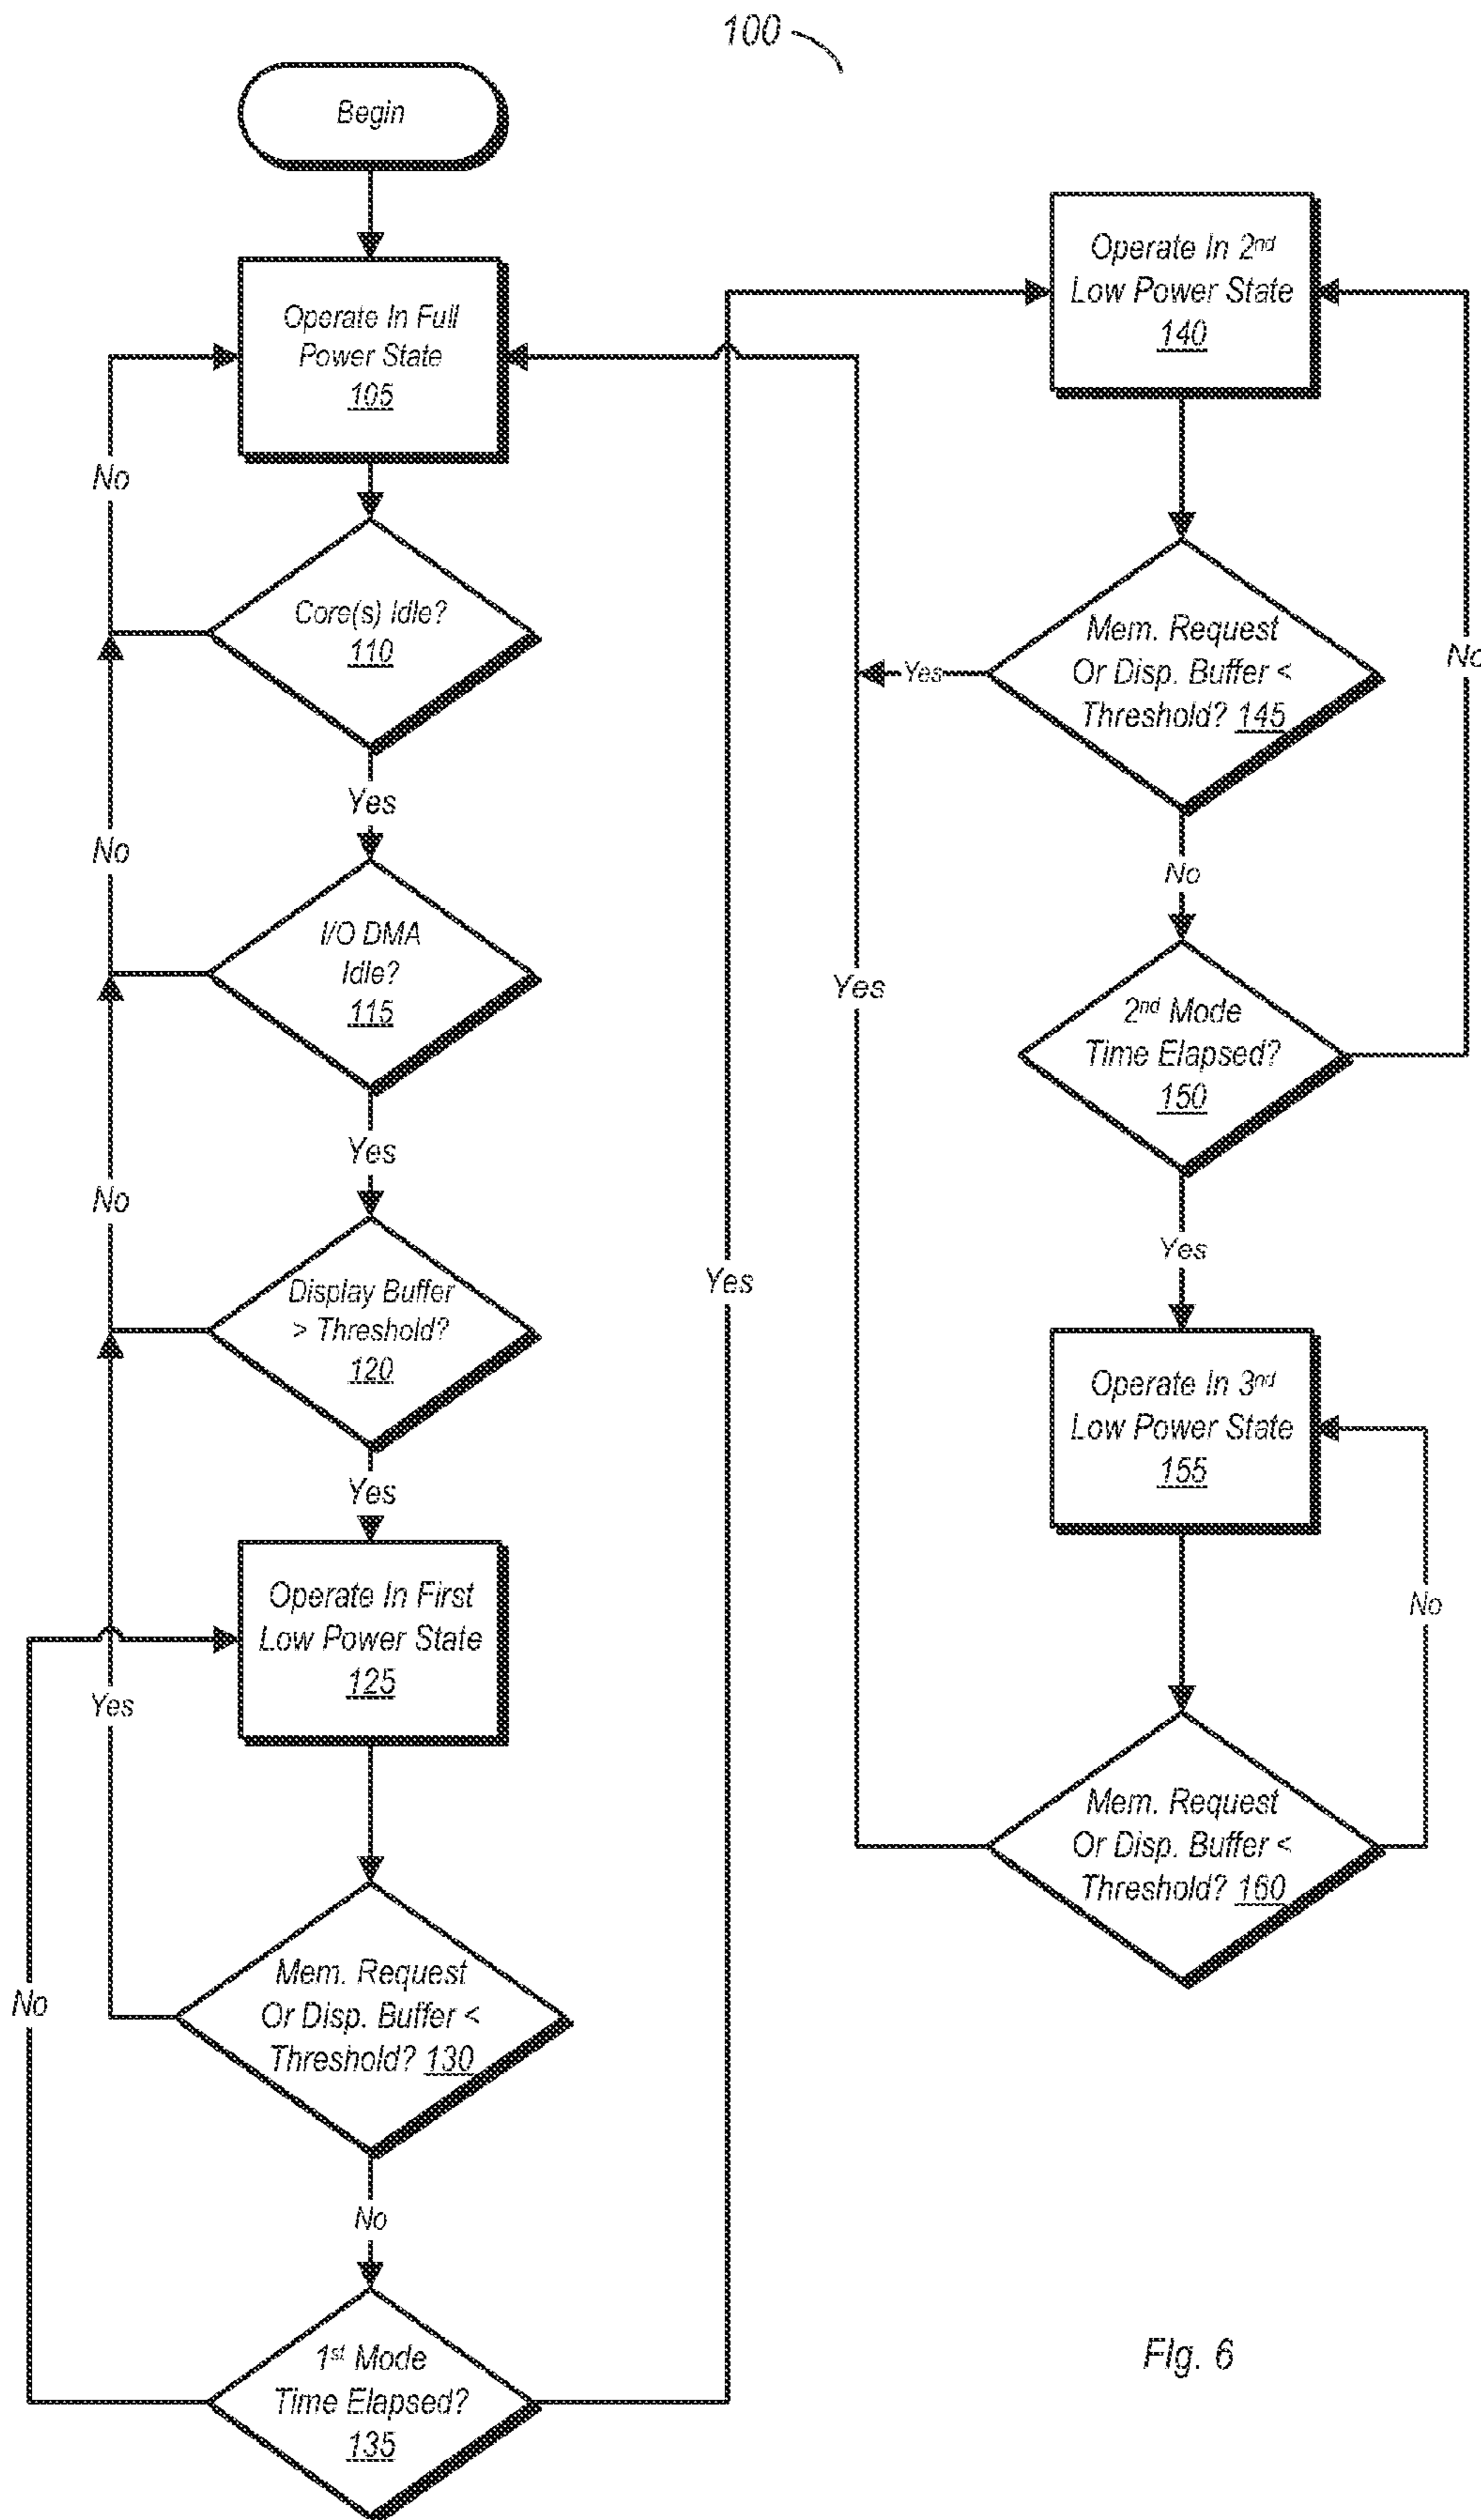 100
Begin
Operate In Full
Power State
105
No
Core(s) Idle?
110
Yes
No
I/O DMA
Idle?
115
Yes
No
Display Buffer
> Threshold?
120
Yes
Operate In First
Low Power State
125
Yes
Mem. Request
Or Disp. Buffer <
Threshold? 130
No
No
1st Mode
Time Elapsed?
135
Yes
Operate In 2nd
Low Power State
140
Mem. Request
Or Disp. Buffer <
Threshold? 145
Yes
No
No
2nd Mode
Time Elapsed?
150
Yes
Yes
Operate In 3nd
Low Power State
155
No
Mem. Request
Or Disp. Buffer <
Threshold? 160
Fig. 6